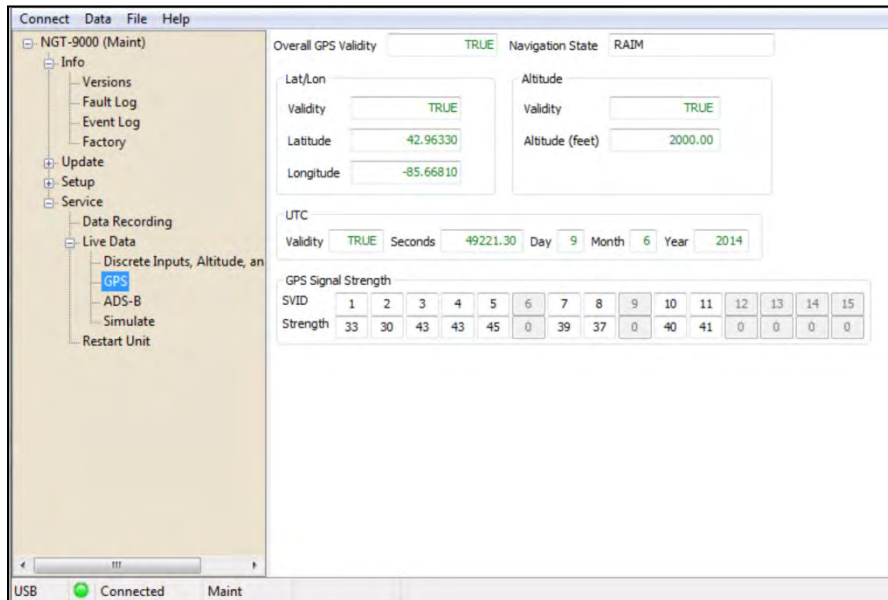 Connect Data File Help
NGT-9000 (Maint)
Info
Versions
Fault Log
Event Log
Factory
Update
Setup
Service
Data Recording
Live Data
Discrete Inputs, Altitude, an
GPS
ADS-B
Simulate
Restart Unit
Overall GPS Validity TRUE Navigation State RAIM
Lat/Lon
Validity TRUE
Latitude 42.96330
Longitude -85.66810
Altitude
Validity TRUE
Altitude (feet) 2000.00
UTC
Validity TRUE Seconds 49221.30 Day 9 Month 6 Year 2014
GPS Signal Strength
SVID 1 2 3 4 5 6 7 8 9 10 11 12 13 14 15
Strength 33 30 43 43 45 0 39 37 0 40 41 0 0 0 0
USB Connected Maint